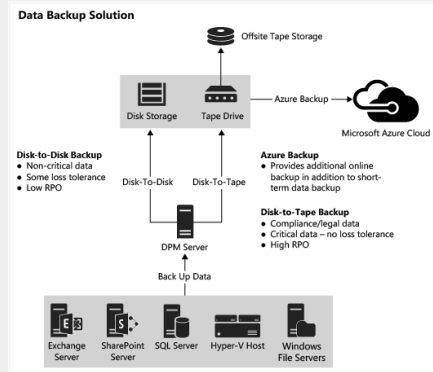 Data Backup Solution
Offsite Tape Storage
Disk Storage
Tape Drive
Azure Backup
Microsoft Azure Cloud
Disk-to-Disk Backup
Non-critical data
Some loss tolerance
Low RPO
Disk-To-Disk
Disk-To-Tape
Azure Backup
Provides additional online
backup in addition to short-
term data backup
Disk-to-Tape Backup
Compliance/legal data
Critical data – no loss tolerance
High RPO
DPM Server
Back Up Data
E
S
Exchange
Server
SharePoint
Server
SQL Server
Hyper-V Host
Windows
File Servers